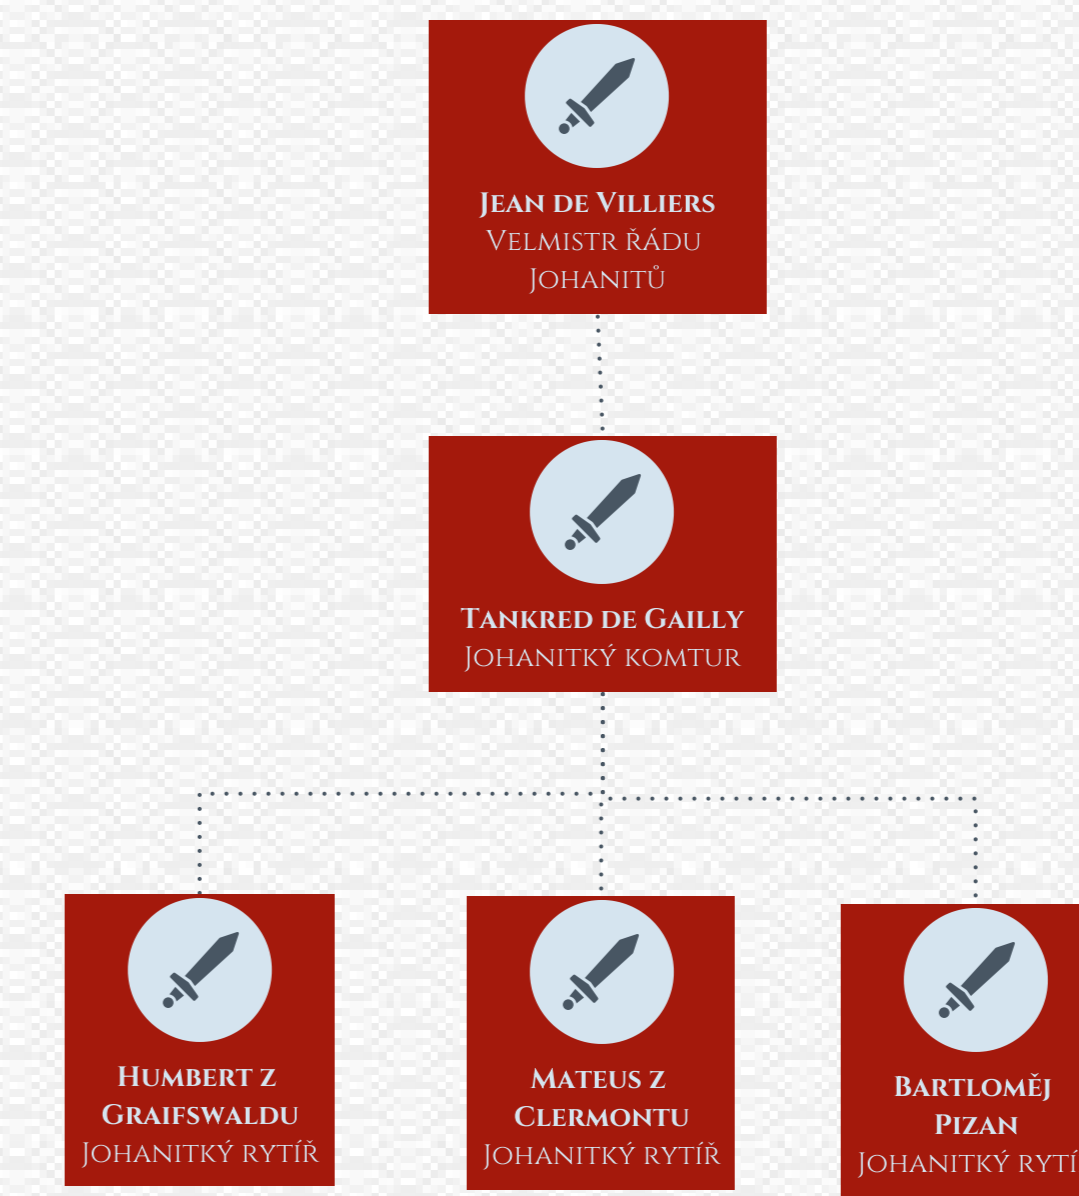 Jean de Villiers
Velmistr řádu
Johanitů
Tankred de Gailly
Johanitký komtur
Humbert z
Graifswaldu
Johanitký rytíř
Mateus z
Clermontu
Johanitký rytíř
Bartloměj
Pizan
Johanitký rytí